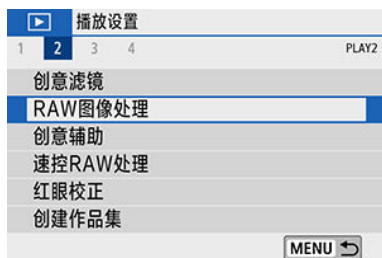 播放设置
1 2 3 4 PLAY2
创意滤镜
RAW图像处理
创意辅助
速控RAW处理
红眼校正
创建作品集
MENU